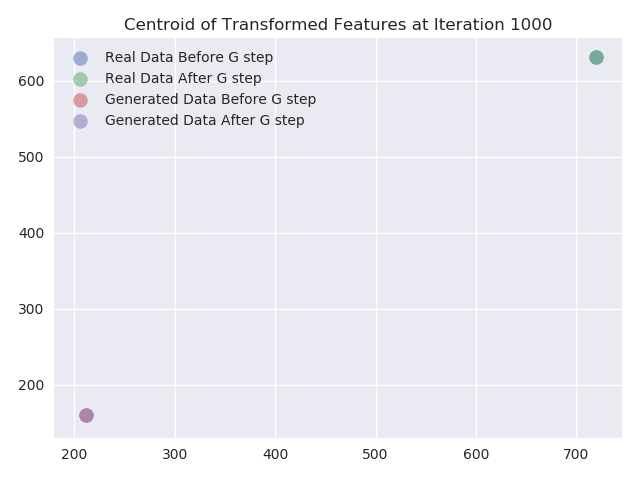 Centroid of Transformed Features at Iteration 1000
Real Data Before G step
Real Data After G step
Generated Data Before G step
Generated Data After G step
600
500
400
300
200
200 300 400 500 600 700